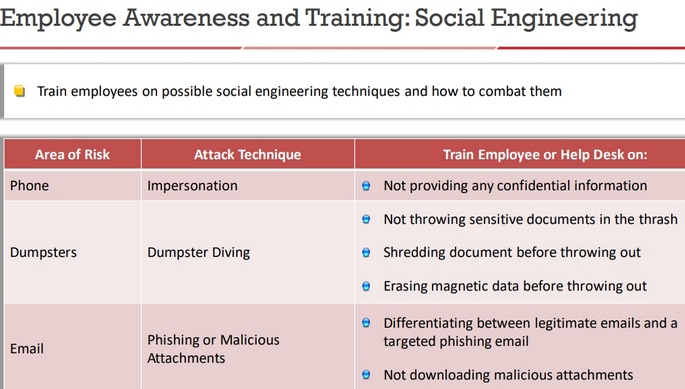 Employee Awareness and Training: Social Engineering
Train employees on possible social engineering techniques and how to combat them
Area of Risk
Attack Technique
Train Employee or Help Desk on:
Phone
Impersonation
Not providing any confidential information
Dumpsters
Dumpster Diving
Not throwing sensitive documents in the thrash
Shredding document before throwing out
Erasing magnetic data before throwing out
Email
Phishing or Malicious
Attachments
Differentiating between legitimate emails and a
targeted phishing email
Not downloading malicious attachments